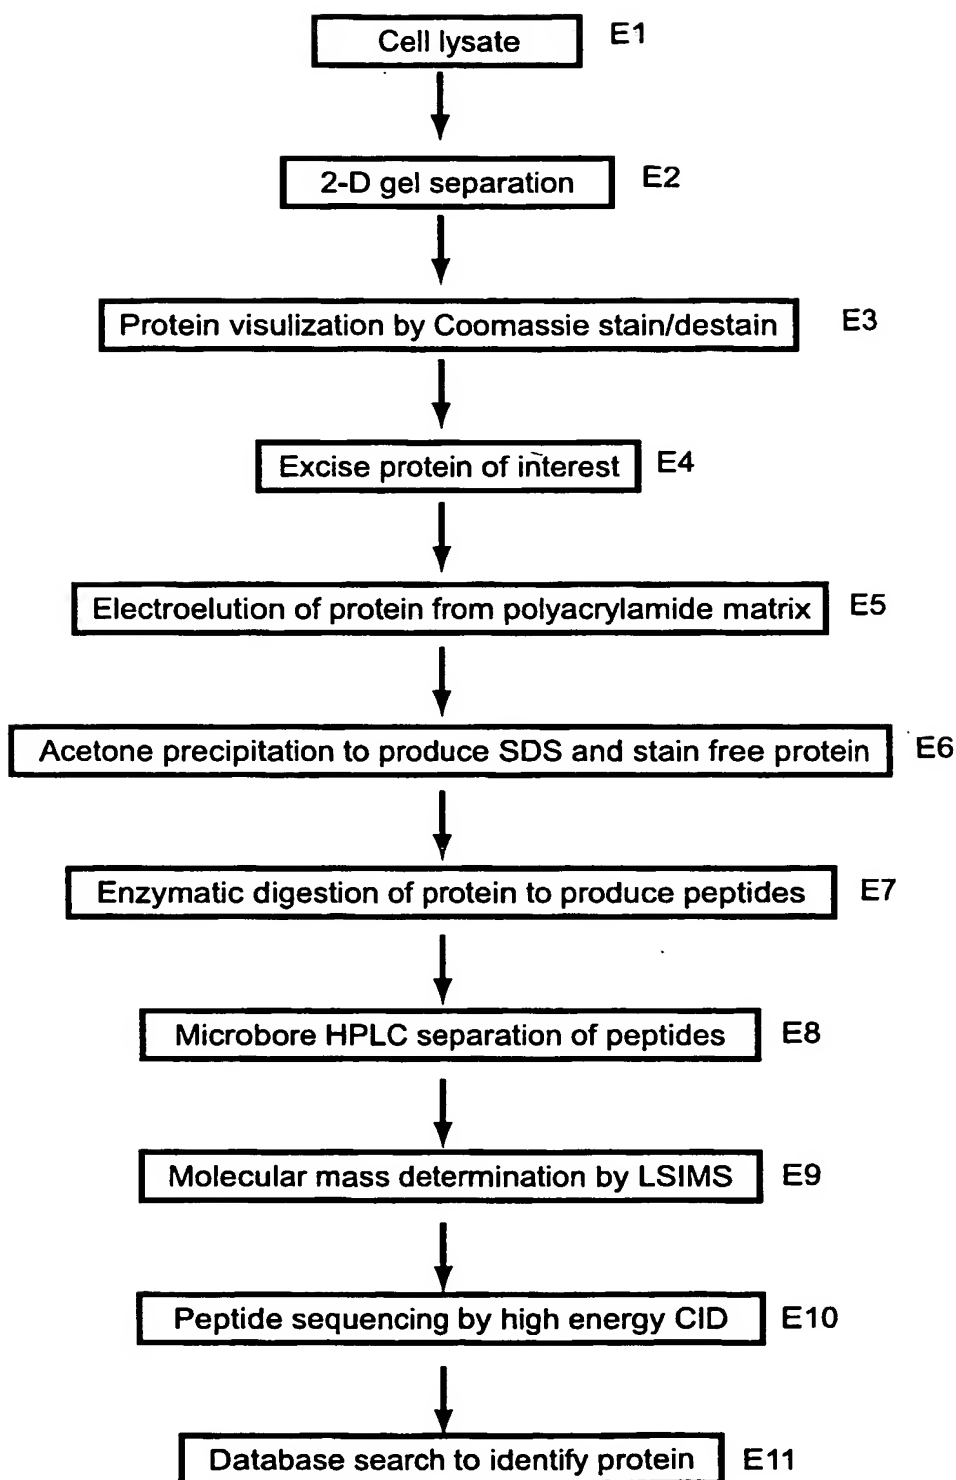 Cell lysate E1
2-D gel separation E2
Protein visulization by Coomassie stain/destain E3
Excise protein of interest E4
Electroelution of protein from polyacrylamide matrix E5
Acetone precipitation to produce SDS and stain free protein E6
Enzymatic digestion of protein to produce peptides E7
Microbore HPLC separation of peptides E8
Molecular mass determination by LSIMS E9
Peptide sequencing by high energy CID E10
Database search to identify protein E11